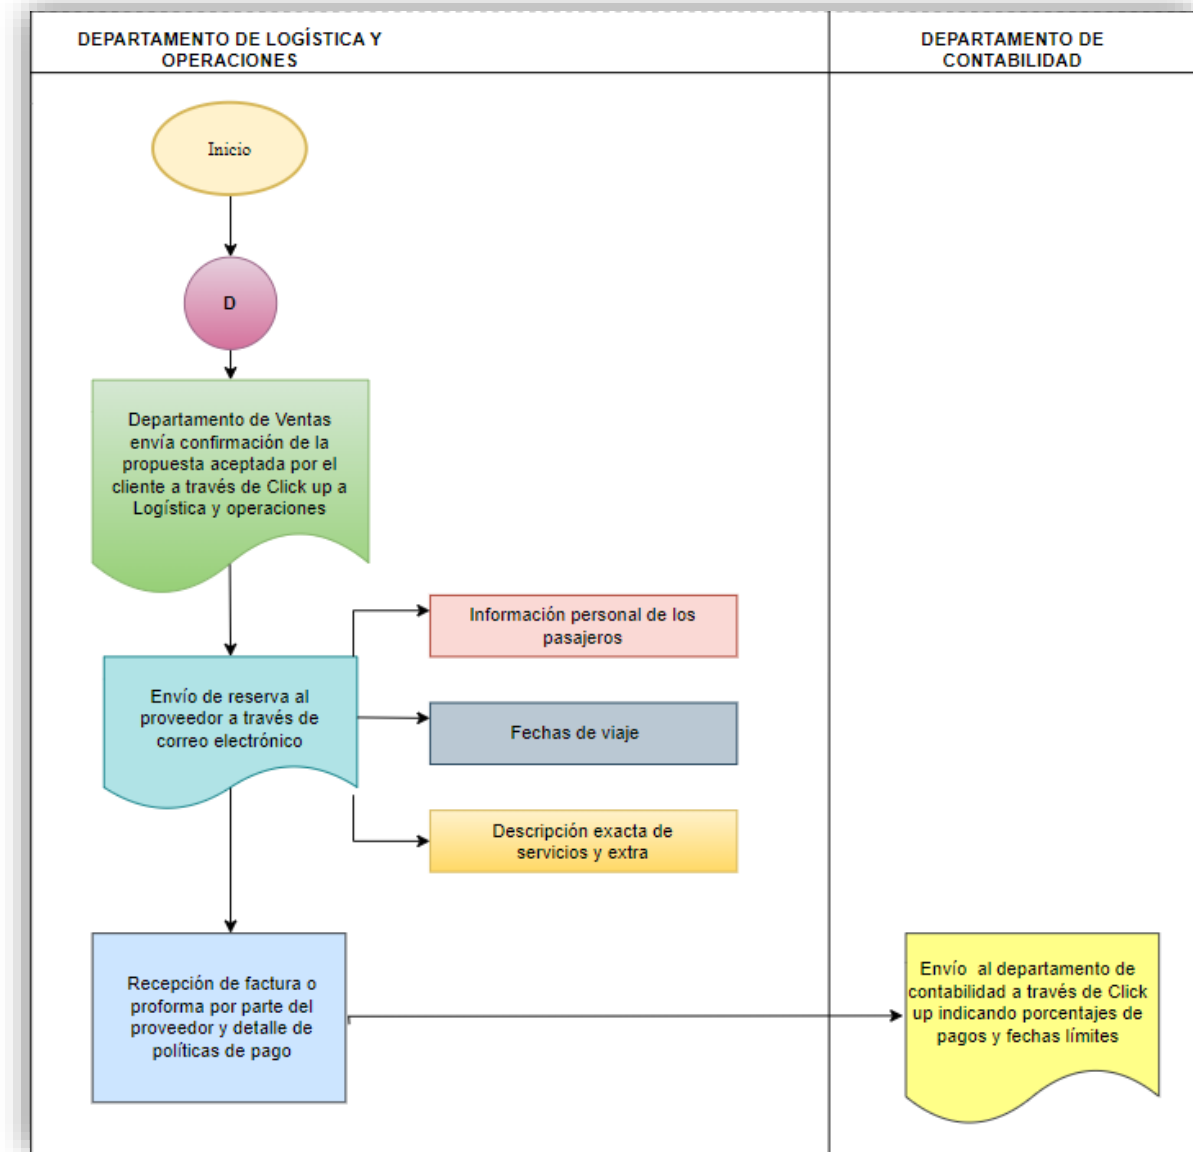 DEPARTAMENTO DE LOGÍSTICA Y
OPERACIONES
DEPARTAMENTO DE
CONTABILIDAD
Inicio
D
Departamento de Ventas
envía confirmación de la
propuesta aceptada por el
cliente a través de Click up a
Logística y operaciones
Información personal de los
pasajeros
Envío de reserva al
proveedor a través de
correo electrónico
Fechas de viaje
Descripción exacta de
servicios y extra
Recepción de factura o
proforma por parte del
proveedor y detalle de
políticas de pago
Envío al departamento de
contabilidad a través de Click
up indicando porcentajes de
pagos y fechas límites